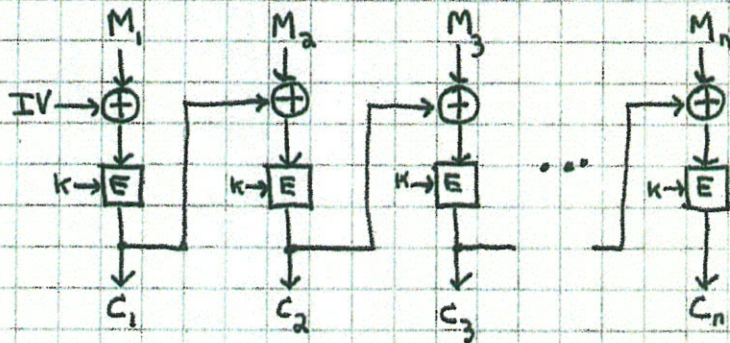 M1 M2 M3 Mn
IV + + + +
K E K E K E ... K E
C1 C2 C3 Cn